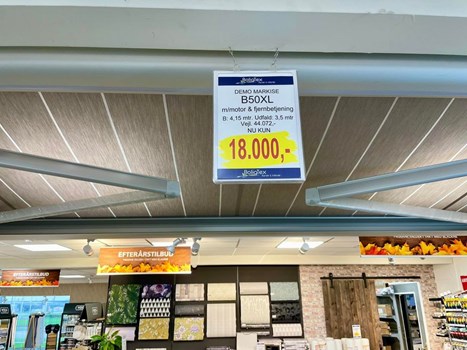 DEMO MARKISE
B50XL
m/motor & fjernbetjening
B: 4,15 mtr. Udfald: 3,5 mtr
Vejl. 44.072,-
NU KUN
18.000,-
EFTERÅRSTILBUD
EFTERÅRSTILBUD